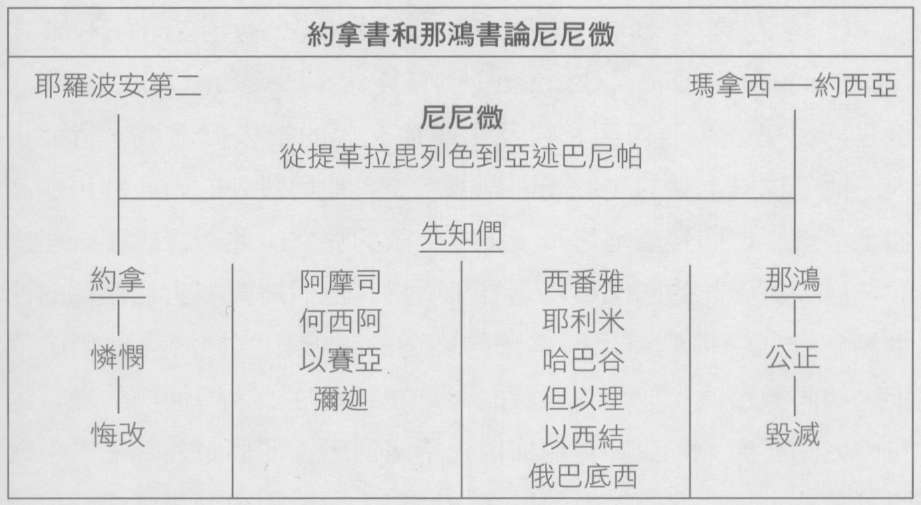 約拿書和那鴻書論尼尼微
耶羅波安第二
瑪拿西──約西亞
尼尼微
從提革拉毘列色到亞述巴尼帕
先知們
約拿
憐憫
悔改
阿摩司
何西阿
以賽亞
彌迦
西番雅
耶利米
哈巴谷
但以理
以西結
俄巴底西
那鴻
公正
毀滅